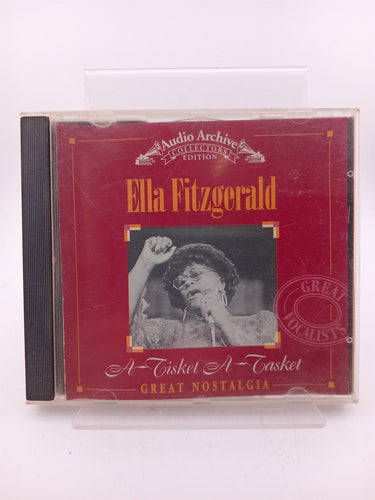 Audio Archive
COLLECTORS
EDITION
Ella Fitzgerald
GREAT
VOCALISTS
A-Tisket A-Tasket
GREAT NOSTALGIA